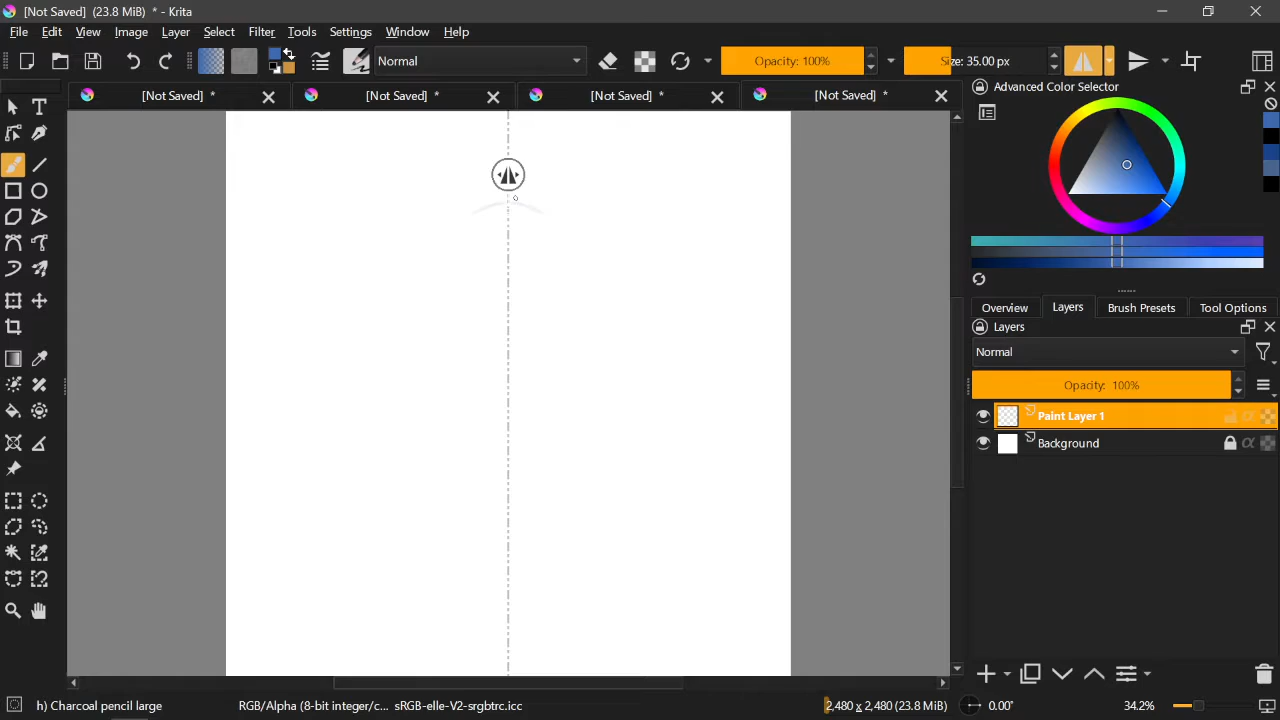 [Not Saved] (23.8 MiB) * - Krita
File Edit View Image Layer Select Filter Tools Settings Window Help
Normal
Opacity: 100%
Size: 35.00 px
[Not Saved] *
[Not Saved] *
[Not Saved] *
[Not Saved] *
Advanced Color Selector
Overview Layers Brush Presets Tool Options
Layers
Normal
Opacity: 100%
Paint Layer 1
Background
h) Charcoal pencil large
RGB/Alpha (8-bit integer/c... sRGB-elle-V2-srgbtrc.icc
2,480 x 2,480 (23.8 MiB)
0.00°
34.2%